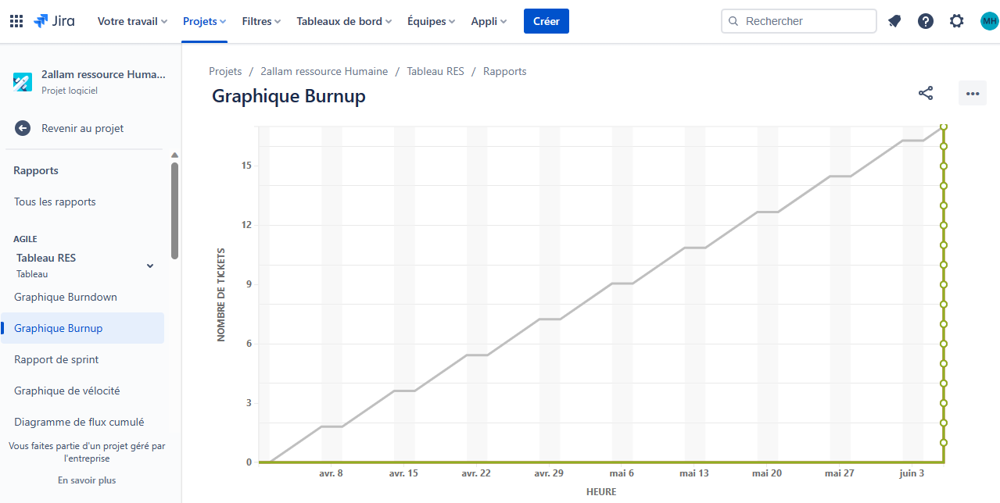 Jira
Votre travail
Projets
Filtres
Tableaux de bord
Équipes
Appli
Créer
Rechercher
MH
2allam ressource Huma...
Projet logiciel
Revenir au projet
Rapports
Tous les rapports
AGILE
Tableau RES
Tableau
Graphique Burndown
Graphique Burnup
Rapport de sprint
Graphique de vélocité
Diagramme de flux cumulé
Vous faites partie d'un projet géré par
l'entreprise
En savoir plus
Projets / 2allam ressource Humaine / Tableau RES / Rapports
Graphique Burnup
NOMBRE DE TICKETS
15
12
9
6
3
0
avr. 8
avr. 15
avr. 22
avr. 29
mai 6
mai 13
mai 20
mai 27
juin 3
HEURE